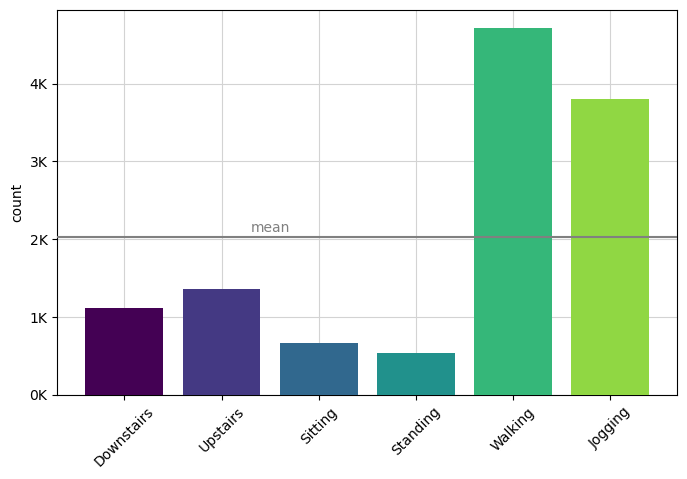 count
4K
3K
2K
1K
0K
mean
Downstairs
Upstairs
Sitting
Standing
Walking
Jogging